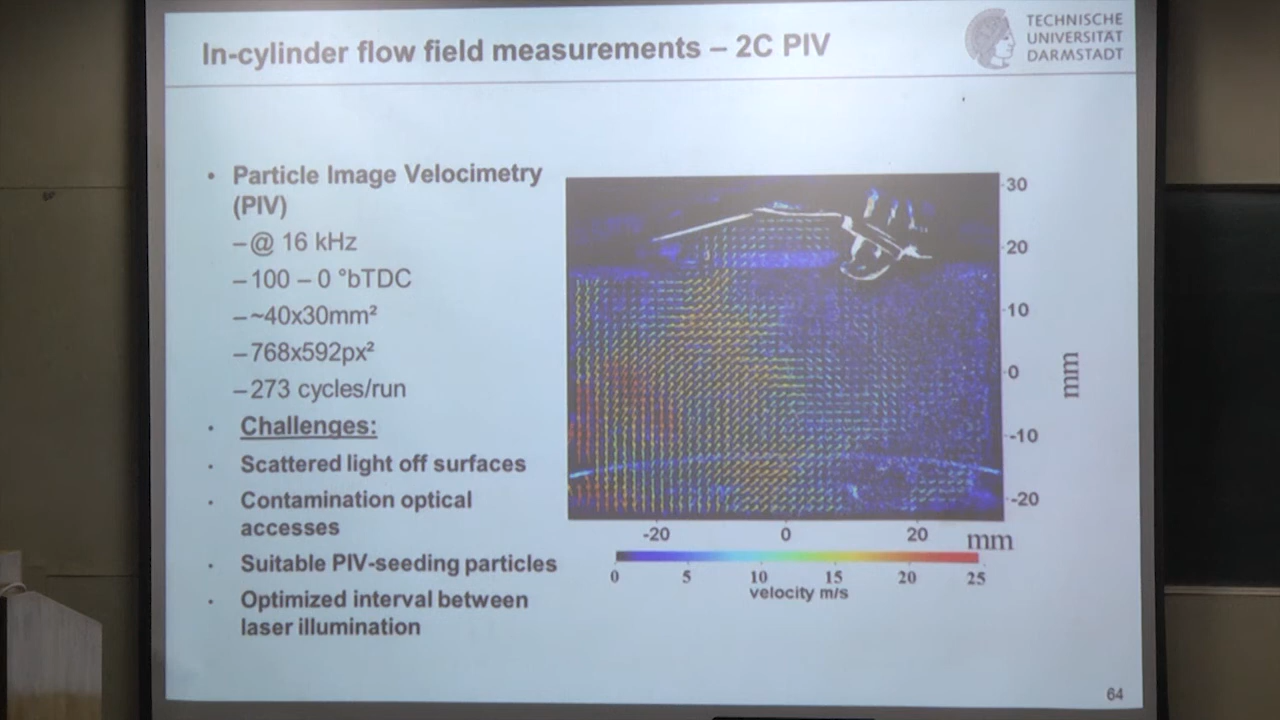 In-cylinder flow field measurements – 2C PIV
TECHNISCHE
UNIVERSITÄT
DARMSTADT
• Particle Image Velocimetry
(PIV)
–@ 16 kHz
–100 – 0 °bTDC
–~40x30mm²
–768x592px²
–273 cycles/run
• Challenges:
• Scattered light off surfaces
• Contamination optical
accesses
• Suitable PIV-seeding particles
• Optimized interval between
laser illumination
30
20
10
0
-10
-20
mm
-20 0 20 mm
0 5 10 15 20 25
velocity m/s
64